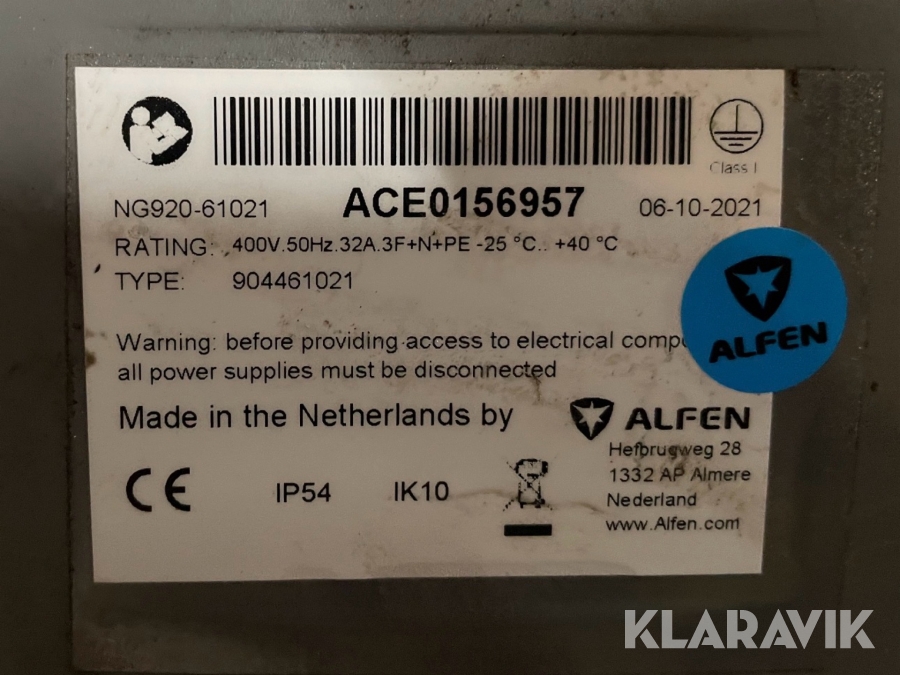 Class I
NG920-61021 ACE0156957 06-10-2021
RATING: 400V.50Hz.32A.3F+N+PE -25 °C.. +40 °C
TYPE: 904461021
Warning: before providing access to electrical
all power supplies must be disconnected
ALFEN
Made in the Netherlands by ALFEN
Hefbrugweg 28
1332 AP Almere
Nederland
www.Alfen.com
CE IP54 IK10
KLARAVIK